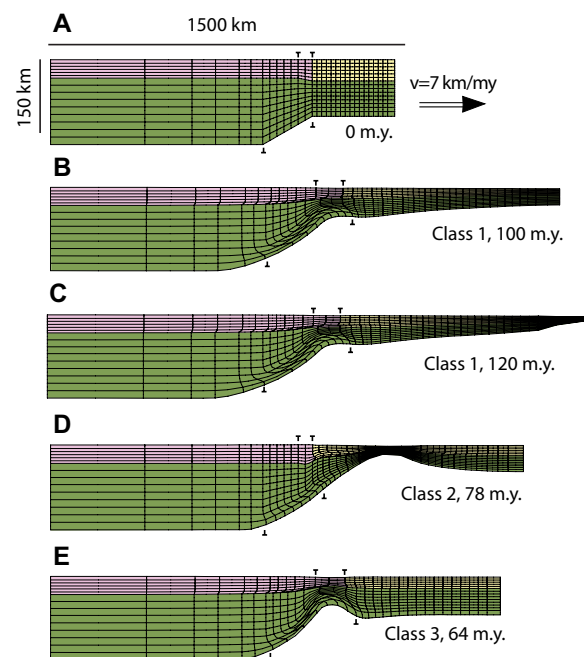 A
1500 km
150 km
v=7 km/my
0 m.y.
B
Class 1, 100 m.y.
C
Class 1, 120 m.y.
D
Class 2, 78 m.y.
E
Class 3, 64 m.y.